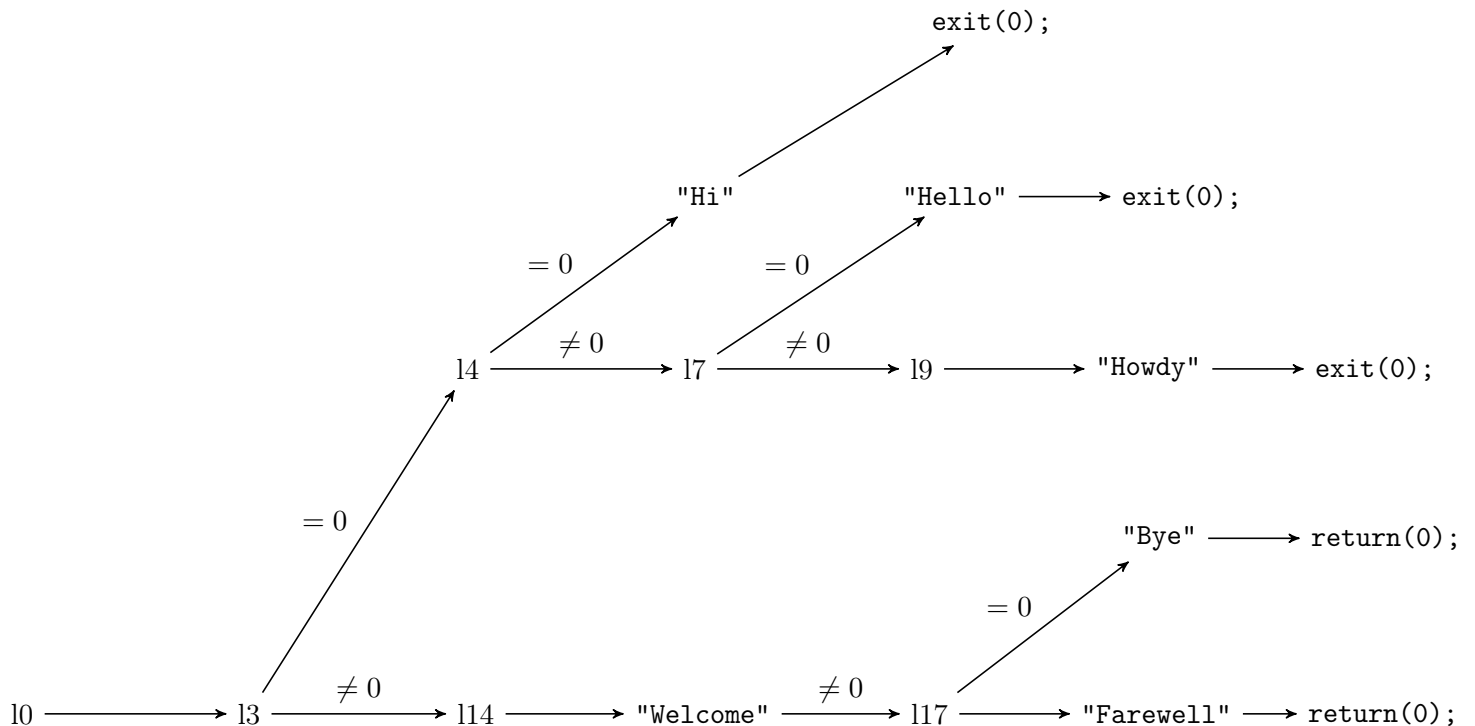 exit(0);
"Hi" "Hello" exit(0);
= 0 = 0
≠ 0 ≠ 0
l4 l7 l9 "Howdy" exit(0);
= 0
"Bye" return(0);
= 0
≠ 0 ≠ 0
l0 l3 l14 "Welcome" l17 "Farewell" return(0);